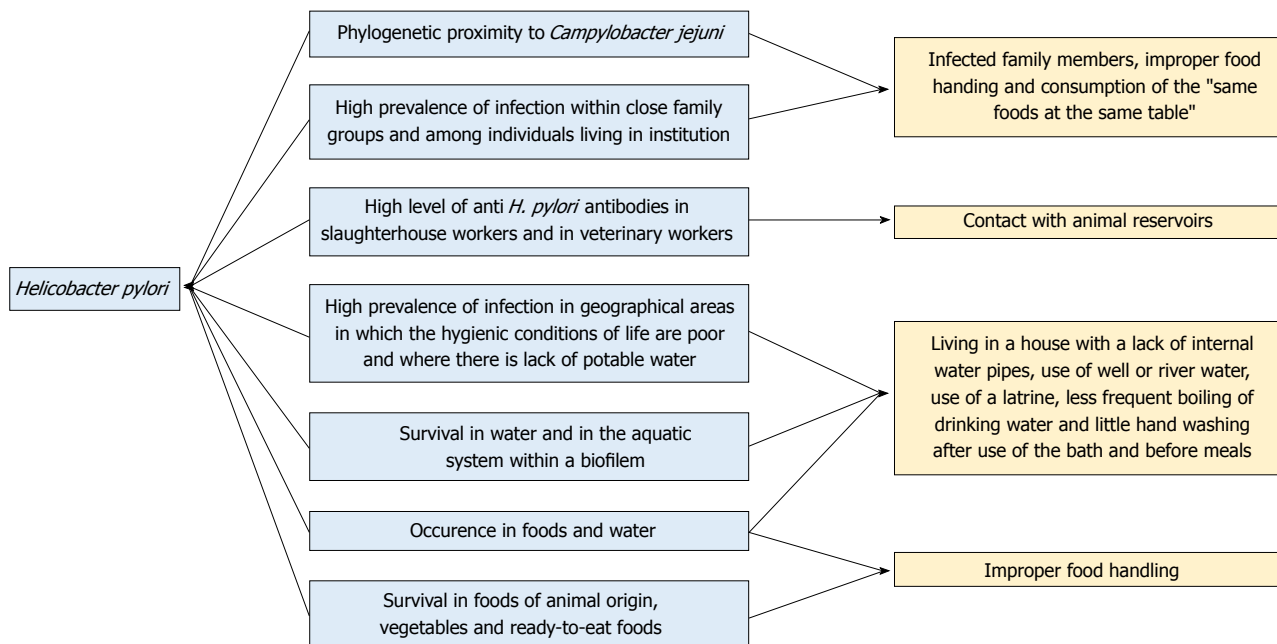 Helicobacter pylori
Phylogenetic proximity to Campylobacter jejuni
High prevalence of infection within close family
groups and among individuals living in institution
High level of anti H. pylori antibodies in
slaughterhouse workers and in veterinary workers
High prevalence of infection in geographical areas
in which the hygienic conditions of life are poor
and where there is lack of potable water
Survival in water and in the aquatic
system within a biofilem
Occurence in foods and water
Survival in foods of animal origin,
vegetables and ready-to-eat foods
Infected family members, improper food
handing and consumption of the "same
foods at the same table"
Contact with animal reservoirs
Living in a house with a lack of internal
water pipes, use of well or river water,
use of a latrine, less frequent boiling of
drinking water and little hand washing
after use of the bath and before meals
Improper food handling